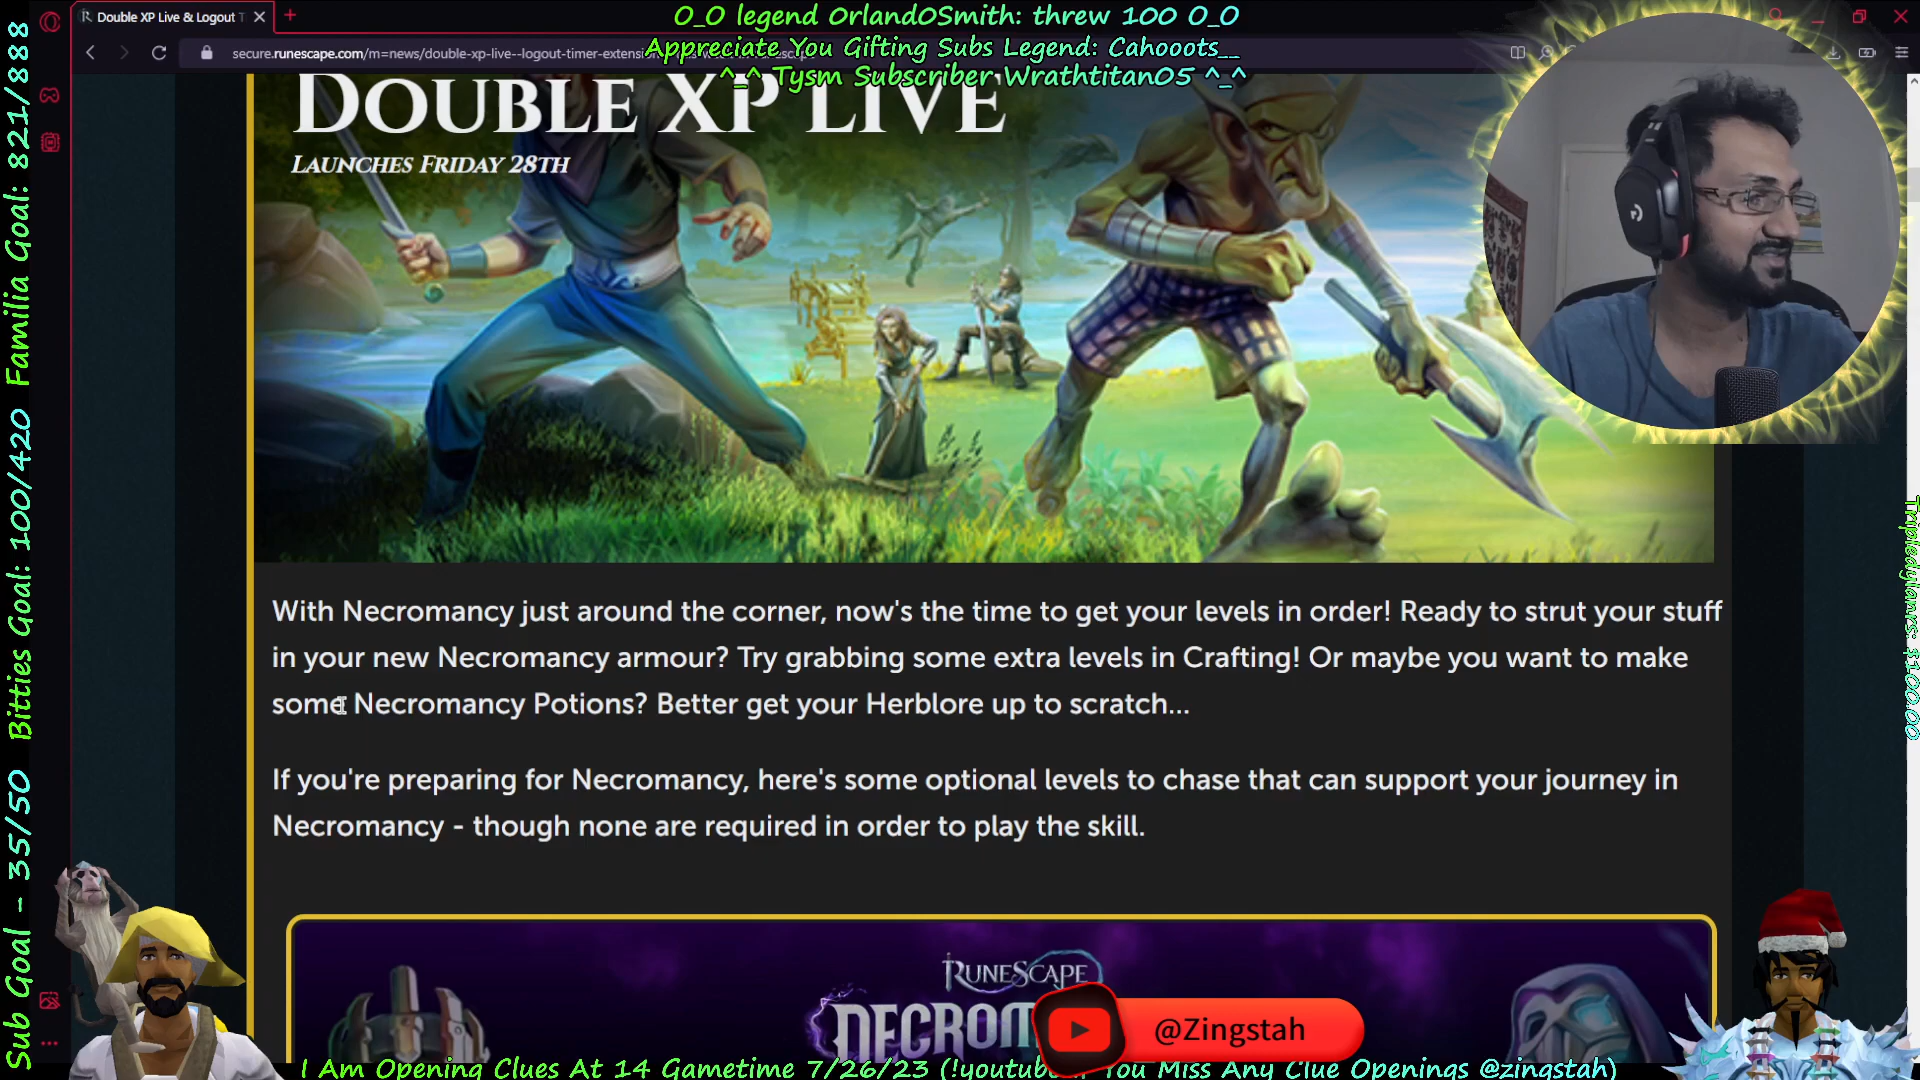 O_O legend OrlandOSmith: threw 100 O_O
Appreciate You Gifting Subs Legend: Cahooots__
^_^ Tysm Subscriber Wrathtitan05 ^_^
Double XP Live & Logout T
secure.runescape.com/m=news/double-xp-live--logout-timer-extension
DOUBLE XP LIVE
LAUNCHES FRIDAY 28TH
With Necromancy just around the corner, now's the time to get your levels in order! Ready to strut your stuff
in your new Necromancy armour? Try grabbing some extra levels in Crafting! Or maybe you want to make
some Necromancy Potions? Better get your Herblore up to scratch...
If you're preparing for Necromancy, here's some optional levels to chase that can support your journey in
Necromancy - though none are required in order to play the skill.
RUNESCAPE
NECROM
@Zingstah
I Am Opening Clues At 14 Gametime 7/26/23 (!youtube You Miss Any Clue Openings @zingstah)
Sub Goal - 35/50 Bitties Goal: 100/420 Familia Goal: 821/888
$100.00